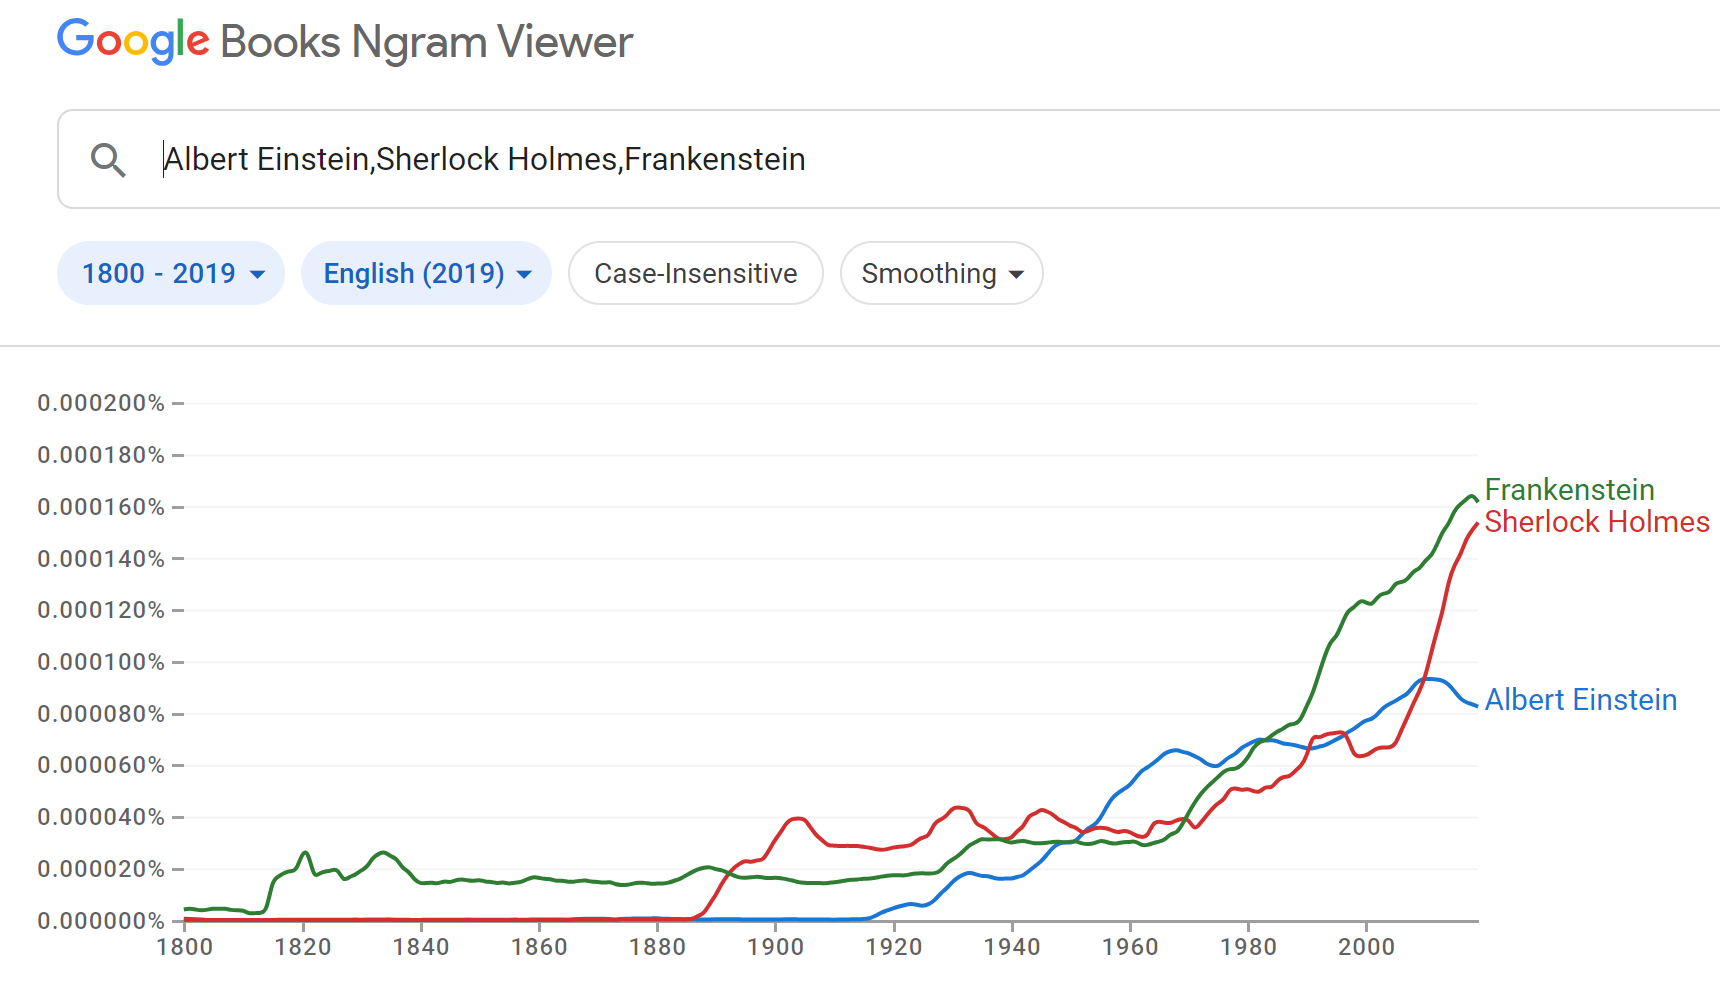 Google Books Ngram Viewer
Albert Einstein,Sherlock Holmes,Frankenstein
1800 - 2019
English (2019)
Case-Insensitive
Smoothing
0.000200%
0.000180%
0.000160%
0.000140%
0.000120%
0.000100%
0.000080%
0.000060%
0.000040%
0.000020%
0.000000%
Frankenstein
Sherlock Holmes
Albert Einstein
1800 1820 1840 1860 1880 1900 1920 1940 1960 1980 2000